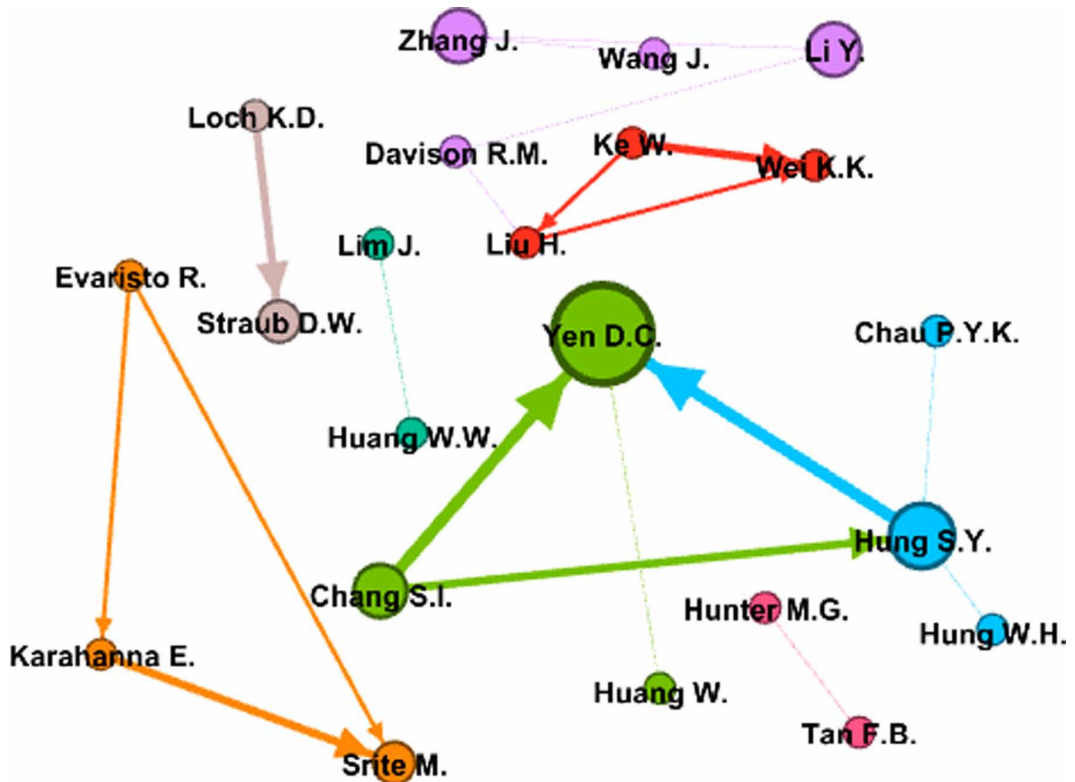 Zhang J.
Wang J.
Li Y.
Loch K.D.
Davison R.M.
Ke W.
Wei K.K.
Lim J.
Liu H.
Evaristo R.
Straub D.W.
Yen D.C.
Chau P.Y.K.
Huang W.W.
Hung S.Y.
Chang S.I.
Hunter M.G.
Hung W.H.
Karahanna E.
Huang W.
Tan F.B.
Srite M.